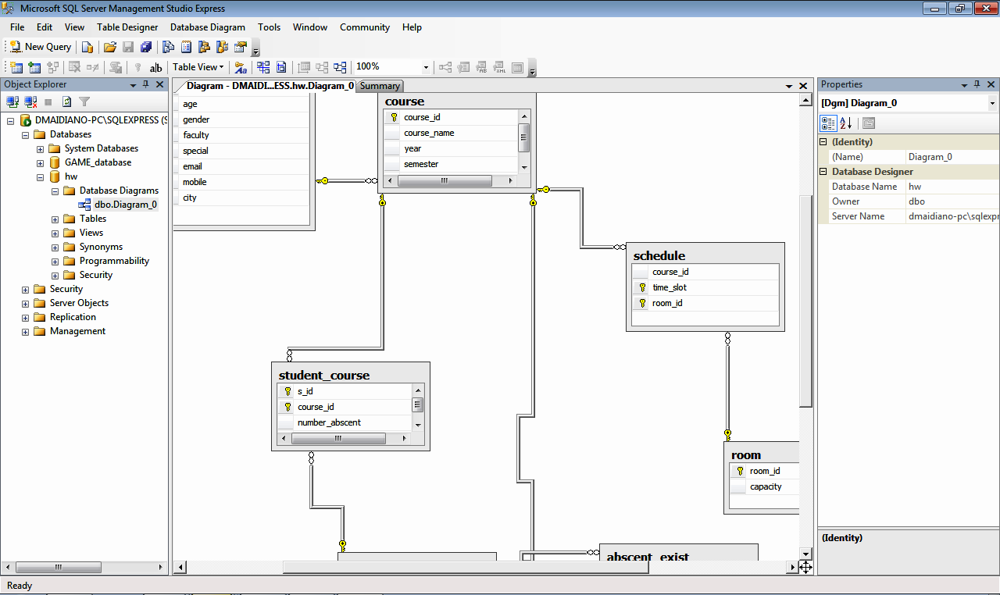 Microsoft SQL Server Management Studio Express
File Edit View Table Designer Database Diagram Tools Window Community Help
New Query
ab Table View 100%
Object Explorer
DMAIDIANO-PC\SQLEXPRESS (S
Databases
System Databases
GAME_database
hw
Database Diagrams
dbo.Diagram_0
Tables
Views
Synonyms
Programmability
Security
Security
Server Objects
Replication
Management
Diagram - DMAIDI...ESS.hw.Diagram_0 Summary
age
gender
faculty
special
email
mobile
city
course
course_id
course_name
year
semester
schedule
course_id
time_slot
room_id
student_course
s_id
course_id
number_abscent
room
room_id
capacity
abscent_exist
Properties
[Dgm] Diagram_0
(Identity)
(Name) Diagram_0
Database Designer
Database Name hw
Owner dbo
Server Name dmaidiano-pc\sqlexpr
(Identity)
Ready